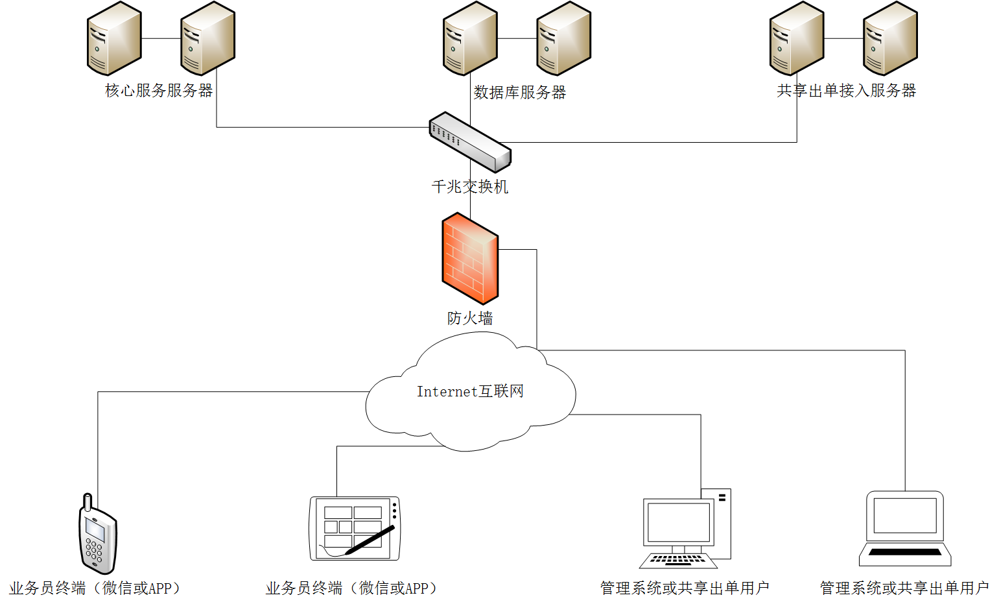 核心服务服务器
数据库服务器
共享出单接入服务器
千兆交换机
防火墙
Internet互联网
业务员终端（微信或APP）
业务员终端（微信或APP）
管理系统或共享出单用户
管理系统或共享出单用户